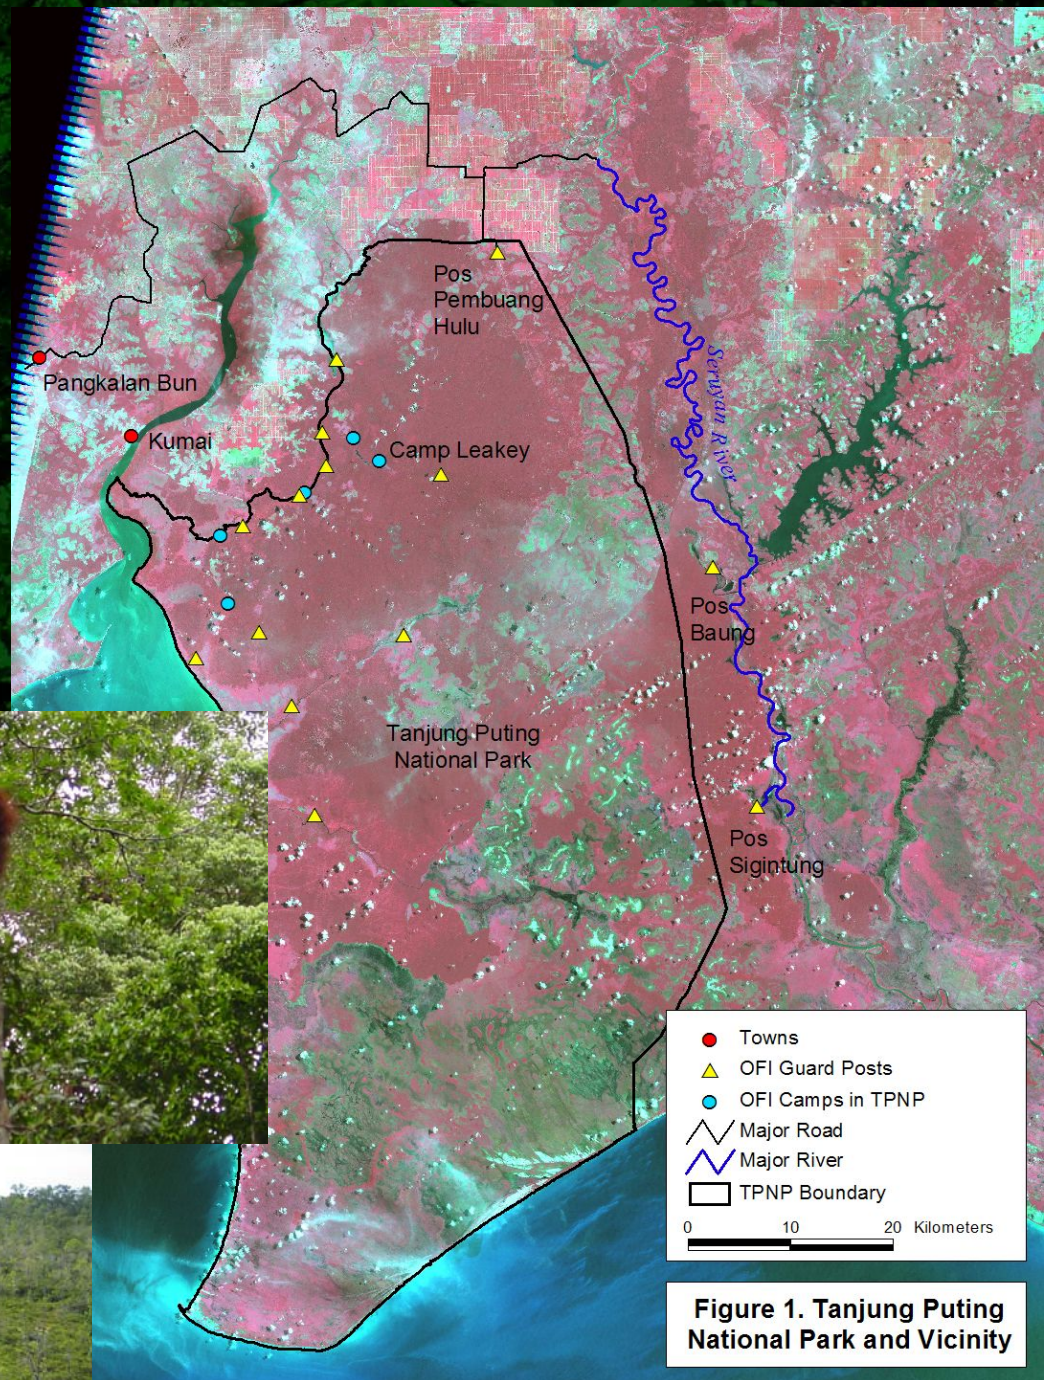 Pos
Pembuang
Hulu
Pangkalan Bun
Kumai
Camp Leakey
Seruyan River
Pos
Baung
Tanjung Puting
National Park
Pos
Sigintung
Towns
OFI Guard Posts
OFI Camps in TPNP
Major Road
Major River
TPNP Boundary
0 10 20 Kilometers
Figure 1. Tanjung Puting
National Park and Vicinity